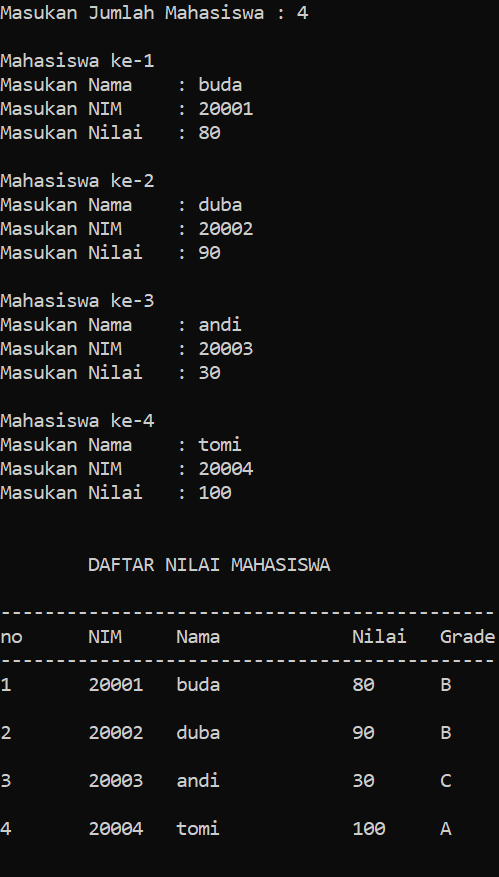 Masukan Jumlah Mahasiswa : 4
Mahasiswa ke-1
Masukan Nama    : buda
Masukan NIM     : 20001
Masukan Nilai   : 80
Mahasiswa ke-2
Masukan Nama    : duba
Masukan NIM     : 20002
Masukan Nilai   : 90
Mahasiswa ke-3
Masukan Nama    : andi
Masukan NIM     : 20003
Masukan Nilai   : 30
Mahasiswa ke-4
Masukan Nama    : tomi
Masukan NIM     : 20004
Masukan Nilai   : 100
DAFTAR NILAI MAHASISWA
---------------------------------------------
no      NIM     Nama            Nilai   Grade
---------------------------------------------
1       20001   buda            80      B
2       20002   duba            90      B
3       20003   andi            30      C
4       20004   tomi            100     A